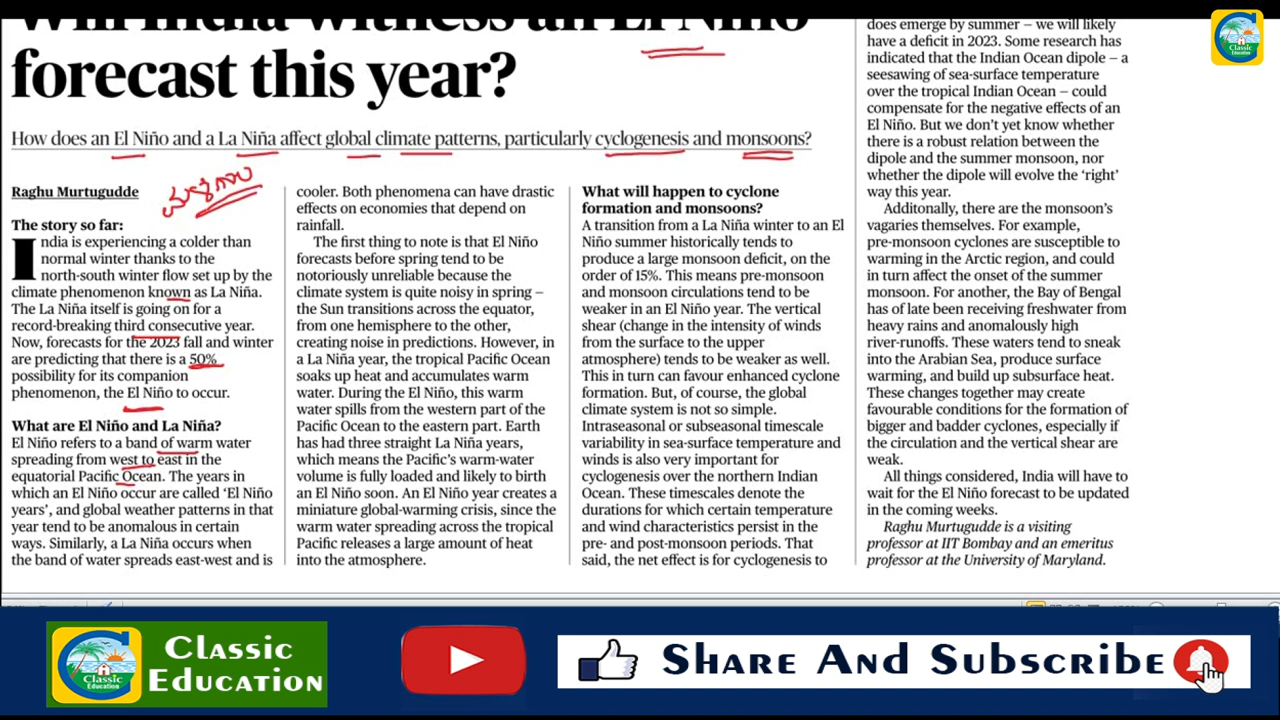 Will India witness an El Niño
forecast this year?
How does an El Niño and a La Niña affect global climate patterns, particularly cyclogenesis and monsoons?
Raghu Murtugudde
The story so far:
India is experiencing a colder than
normal winter thanks to the
north-south winter flow set up by the
climate phenomenon known as La Niña.
The La Niña itself is going on for a
record-breaking third consecutive year.
Now, forecasts for the 2023 fall and winter
are predicting that there is a 50%
possibility for its companion
phenomenon, the El Niño to occur.
What are El Niño and La Niña?
El Niño refers to a band of warm water
spreading from west to east in the
equatorial Pacific Ocean. The years in
which an El Niño occur are called ‘El Niño
years’, and global weather patterns in that
year tend to be anomalous in certain
ways. Similarly, a La Niña occurs when
the band of water spreads east-west and is
cooler. Both phenomena can have drastic
effects on economies that depend on
rainfall.
The first thing to note is that El Niño
forecasts before spring tend to be
notoriously unreliable because the
climate system is quite noisy in spring –
the Sun transitions across the equator,
from one hemisphere to the other,
creating noise in predictions. However, in
a La Niña year, the tropical Pacific Ocean
soaks up heat and accumulates warm
water. During the El Niño, this warm
water spills from the western part of the
Pacific Ocean to the eastern part. Earth
has had three straight La Niña years,
which means the Pacific’s warm-water
volume is fully loaded and likely to birth
an El Niño soon. An El Niño year creates a
miniature global-warming crisis, since the
warm water spreading across the tropical
Pacific releases a large amount of heat
into the atmosphere.
What will happen to cyclone
formation and monsoons?
A transition from a La Niña winter to an El
Niño summer historically tends to
produce a large monsoon deficit, on the
order of 15%. This means pre-monsoon
and monsoon circulations tend to be
weaker in an El Niño year. The vertical
shear (change in the intensity of winds
from the surface to the upper
atmosphere) tends to be weaker as well.
This in turn can favour enhanced cyclone
formation. But, of course, the global
climate system is not so simple.
Intraseasonal or subseasonal timescale
variability in sea-surface temperature and
winds is also very important for
cyclogenesis over the northern Indian
Ocean. These timescales denote the
durations for which certain temperature
and wind characteristics persist in the
pre- and post-monsoon periods. That
said, the net effect is for cyclogenesis to
does emerge by summer – we will likely
have a deficit in 2023. Some research has
indicated that the Indian Ocean dipole – a
seesawing of sea-surface temperature
over the tropical Indian Ocean – could
compensate for the negative effects of an
El Niño. But we don’t yet know whether
there is a robust relation between the
dipole and the summer monsoon, nor
whether the dipole will evolve the ‘right’
way this year.
Additonally, there are the monsoon’s
vagaries themselves. For example,
pre-monsoon cyclones are susceptible to
warming in the Arctic region, and could
in turn affect the onset of the summer
monsoon. For another, the Bay of Bengal
has of late been receiving freshwater from
heavy rains and anomalously high
river-runoffs. These waters tend to sneak
into the Arabian Sea, produce surface
warming, and build up subsurface heat.
These changes together may create
favourable conditions for the formation of
bigger and badder cyclones, especially if
the circulation and the vertical shear are
weak.
All things considered, India will have to
wait for the El Niño forecast to be updated
in the coming weeks.
Raghu Murtugudde is a visiting
professor at IIT Bombay and an emeritus
professor at the University of Maryland.
Classic
Education
Classic
Education
Classic
Education
Share And Subscribe